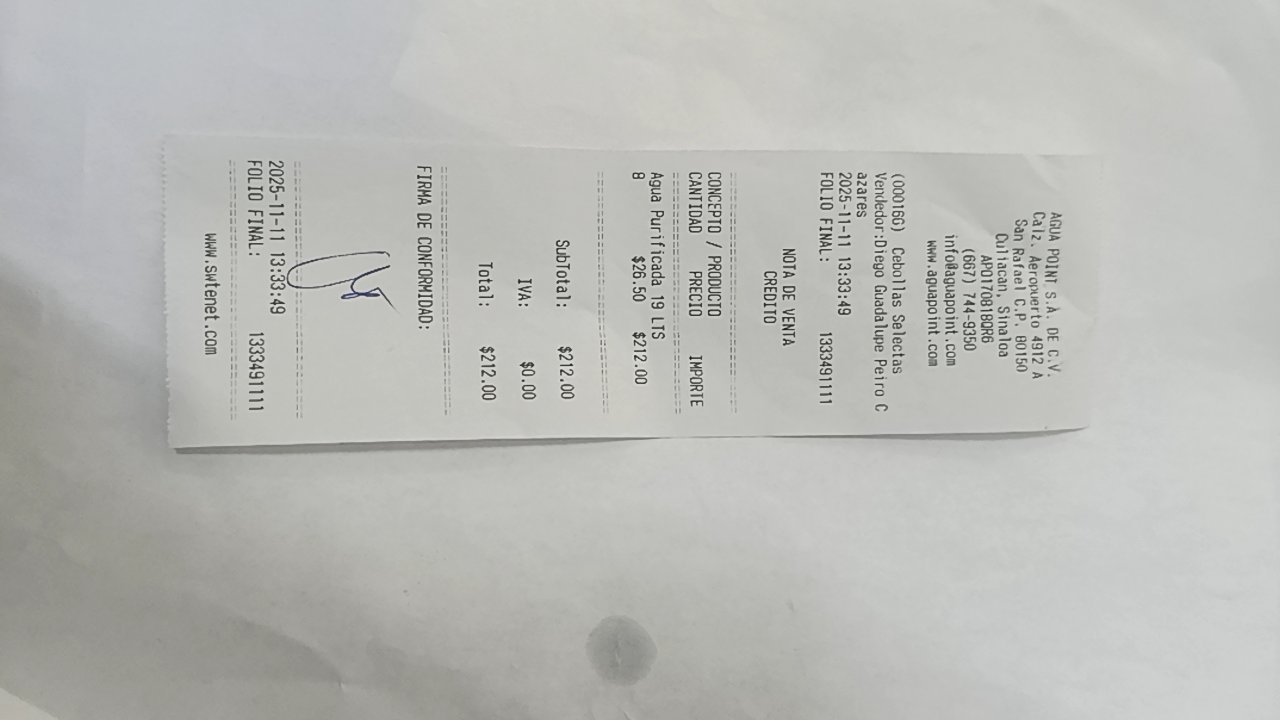 AGUA POINT S.A. DE C.V.
Calz. Aeropuerto 4912 A
San Rafael C.P. 80150
Culiacan, Sinaloa
APO170818QR6
(667) 744-9350
info@aguapoint.com
www.aguapoint.com
(000166) Cebollas Selectas
Vendedor:Diego Guadalupe Peiro C
azares
2025-11-11 13:33:49
FOLIO FINAL: 1333491111
NOTA DE VENTA
CREDITO
CONCEPTO / PRODUCTO
CANTIDAD PRECIO IMPORTE
Agua Purificada 19 LTS
8 $26.50 $212.00
SubTotal: $212.00
IVA: $0.00
Total: $212.00
FIRMA DE CONFORMIDAD:
2025-11-11 13:33:49
FOLIO FINAL: 1333491111
www.swtenet.com